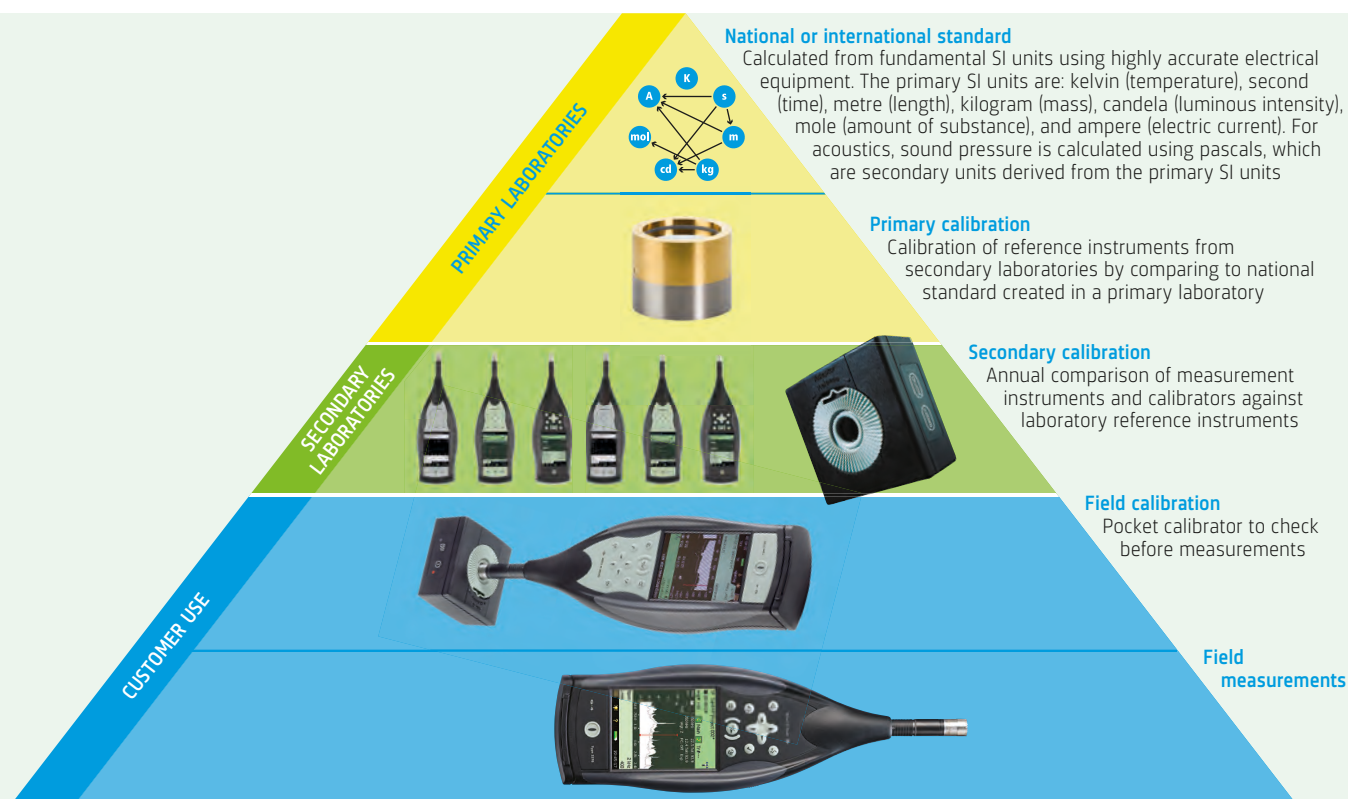 National or international standard
Calculated from fundamental SI units using highly accurate electrical
equipment. The primary SI units are: kelvin (temperature), second
(time), metre (length), kilogram (mass), candela (luminous intensity),
mole (amount of substance), and ampere (electric current). For
acoustics, sound pressure is calculated using pascals, which
are secondary units derived from the primary SI units
K
A
s
mol
m
cd
kg
PRIMARY LABORATORIES
Primary calibration
Calibration of reference instruments from
secondary laboratories by comparing to national
standard created in a primary laboratory
SECONDARY
LABORATORIES
Secondary calibration
Annual comparison of measurement
instruments and calibrators against
laboratory reference instruments
CUSTOMER USE
Field calibration
Pocket calibrator to check
before measurements
Field
measurements